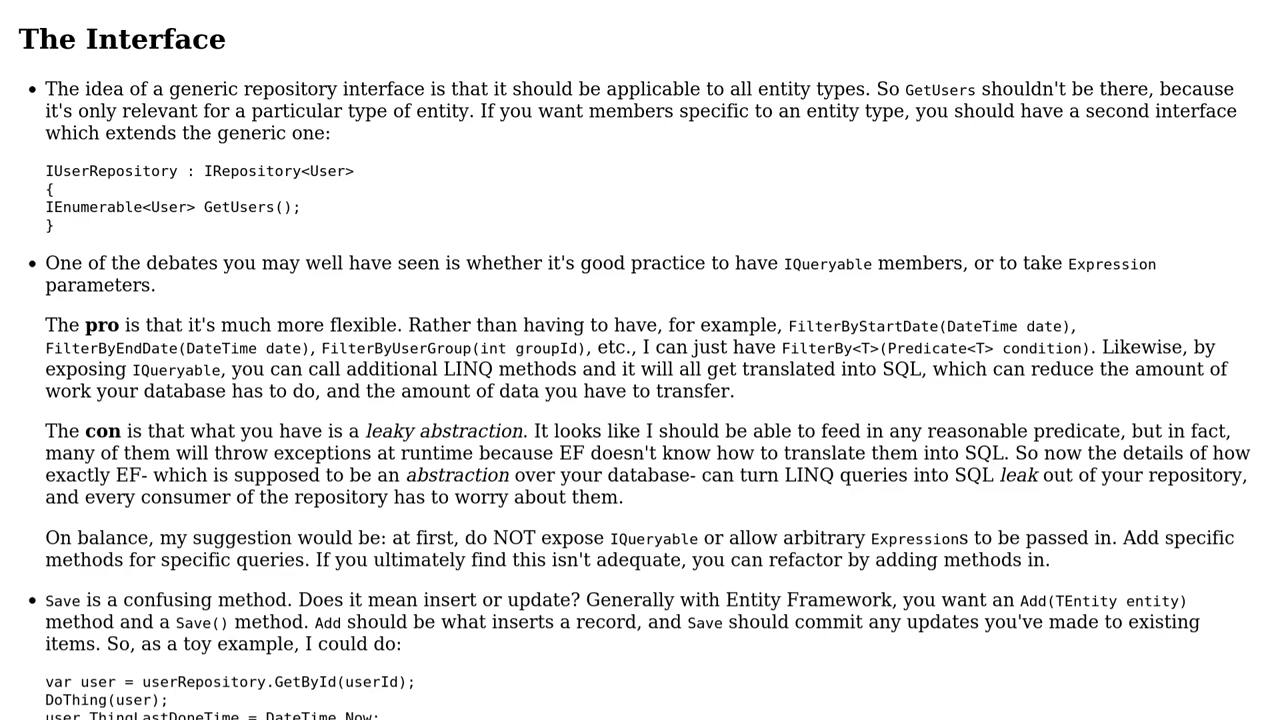 The Interface
• The idea of a generic repository interface is that it should be applicable to all entity types. So GetUsers shouldn't be there, because
it's only relevant for a particular type of entity. If you want members specific to an entity type, you should have a second interface
which extends the generic one:
IUserRepository : IRepository<User>
{
IEnumerable<User> GetUsers();
}
• One of the debates you may well have seen is whether it's good practice to have IQueryable members, or to take Expression
parameters.
The pro is that it's much more flexible. Rather than having to have, for example, FilterByStartDate(DateTime date),
FilterByEndDate(DateTime date), FilterByUserGroup(int groupId), etc., I can just have FilterBy<T>(Predicate<T> condition). Likewise, by
exposing IQueryable, you can call additional LINQ methods and it will all get translated into SQL, which can reduce the amount of
work your database has to do, and the amount of data you have to transfer.
The con is that what you have is a leaky abstraction. It looks like I should be able to feed in any reasonable predicate, but in fact,
many of them will throw exceptions at runtime because EF doesn't know how to translate them into SQL. So now the details of how
exactly EF- which is supposed to be an abstraction over your database- can turn LINQ queries into SQL leak out of your repository,
and every consumer of the repository has to worry about them.
On balance, my suggestion would be: at first, do NOT expose IQueryable or allow arbitrary Expressions to be passed in. Add specific
methods for specific queries. If you ultimately find this isn't adequate, you can refactor by adding methods in.
• Save is a confusing method. Does it mean insert or update? Generally with Entity Framework, you want an Add(TEntity entity)
method and a Save() method. Add should be what inserts a record, and Save should commit any updates you've made to existing
items. So, as a toy example, I could do:
var user = userRepository.GetById(userId);
DoThing(user);
user.ThingLastDoneTime = DateTime.Now;